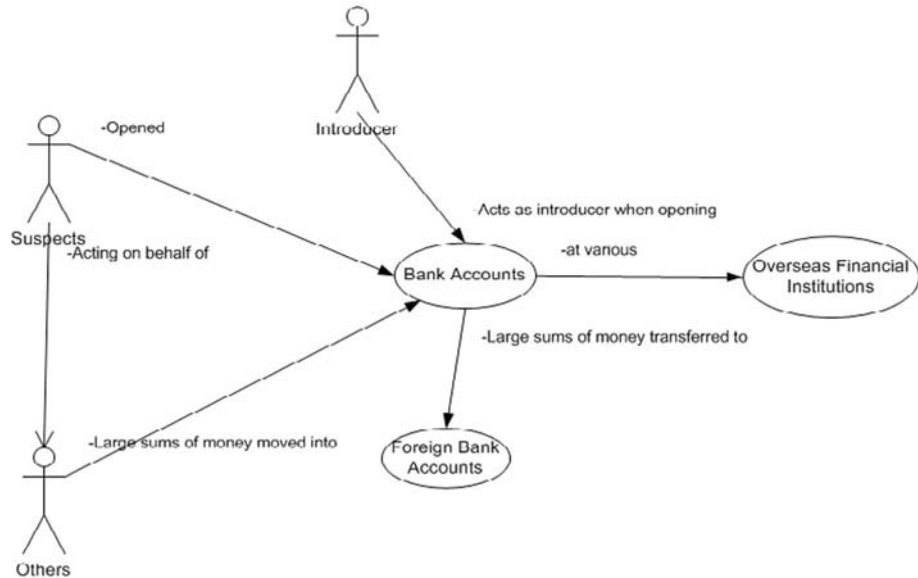 Introducer
-Opened
Suspects
-Acts as introducer when opening
-Acting on behalf of
-at various
Bank Accounts
Overseas Financial
Institutions
-Large sums of money transferred to
-Large sums of money moved into
Foreign Bank
Accounts
Others